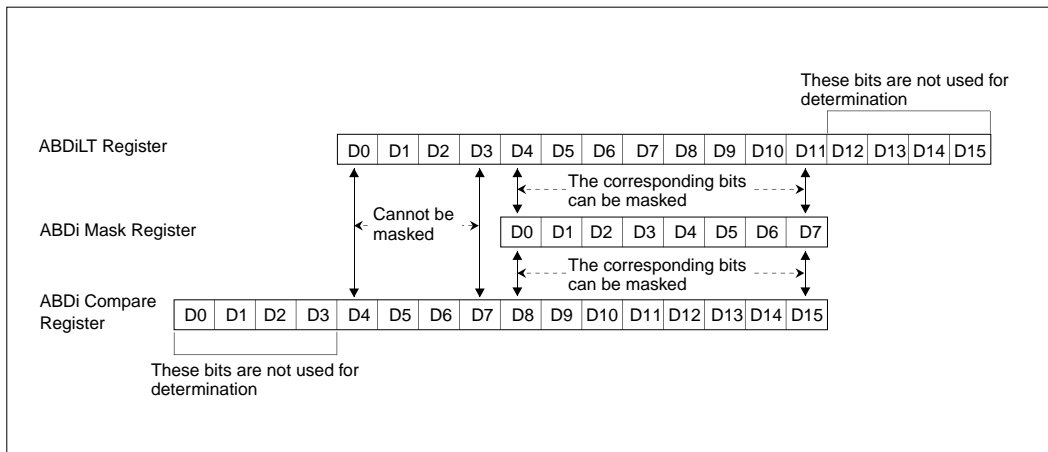 These bits are not used for
determination
ABDiLT Register
D0 D1 D2 D3 D4 D5 D6 D7 D8 D9 D10 D11 D12 D13 D14 D15
The corresponding bits
can be masked
Cannot be
masked
ABDi Mask Register
D0 D1 D2 D3 D4 D5 D6 D7
The corresponding bits
can be masked
ABDi Compare
Register
D0 D1 D2 D3 D4 D5 D6 D7 D8 D9 D10 D11 D12 D13 D14 D15
These bits are not used for
determination